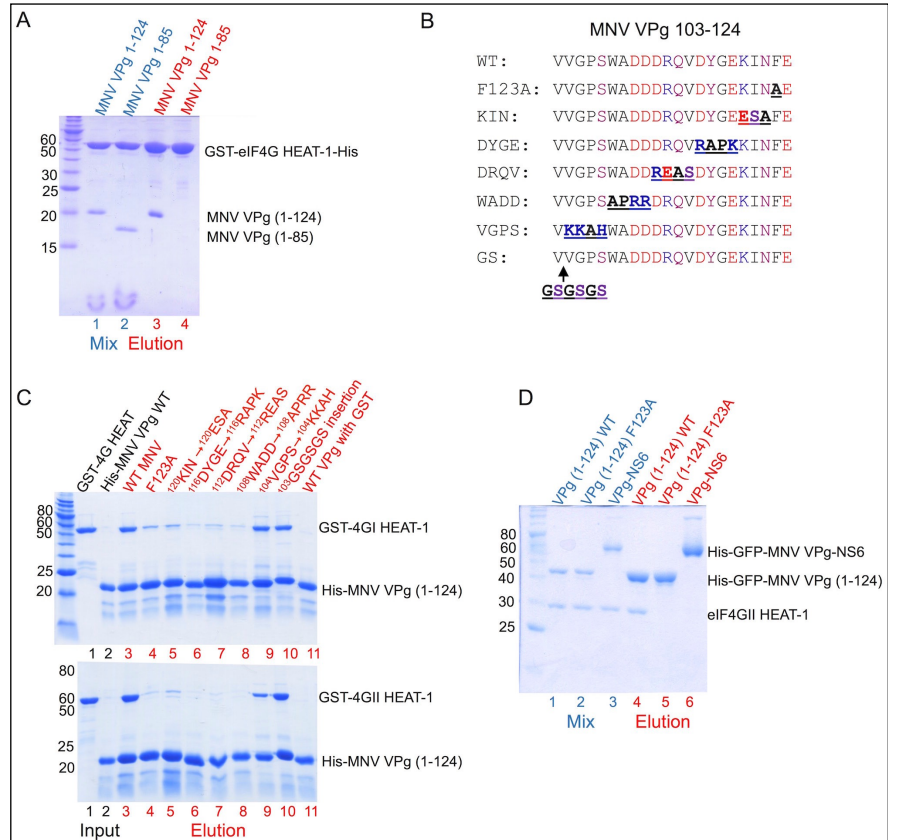 A
MNV VPg 1-124
MNV VPg 1-85
MNV VPg 1-124
MNV VPg 1-85
60
50
30
25
20
15
GST-eIF4G HEAT-1-His
MNV VPg (1-124)
MNV VPg (1-85)
1 2 3 4
Mix Elution
B
MNV VPg 103-124
WT: VVGPSWADDDRQVDYGEKINFE
F123A: VVGPSWADDDRQVDYGEKINAE
KIN: VVGPSWADDDRQVDYGEESAFE
DYGE: VVGPSWADDDRQVRAPKKINFE
DRQV: VVGPSWADDREASDYGEKINFE
WADD: VVGPSAPRRDRQVDYGEKINFE
VGPS: VKKAHWADDDRQVDYGEKINFE
GS: VVGPSWADDDRQVDYGEKINFE
GSGSGS
C
GST-4G HEAT
His-MNV VPg WT
WT MNV
F123A
120KIN →120ESA
116DYGE→116RAPK
112DRQV→112REAS
108WADD→108APRR
104VGPS→104KKAH
103GSGSGS insertion
WT VPg with GST
80
60
50
25
20
GST-4GI HEAT-1
His-MNV VPg (1-124)
1 2 3 4 5 6 7 8 9 10 11
80
60
50
25
20
GST-4GII HEAT-1
His-MNV VPg (1-124)
1 2 3 4 5 6 7 8 9 10 11
Input Elution
D
VPg (1-124) WT
VPg (1-124) F123A
VPg-NS6
VPg (1-124) WT
VPg (1-124) F123A
VPg-NS6
80
60
50
40
30
25
His-GFP-MNV VPg-NS6
His-GFP-MNV VPg (1-124)
eIF4GII HEAT-1
1 2 3 4 5 6
Mix Elution